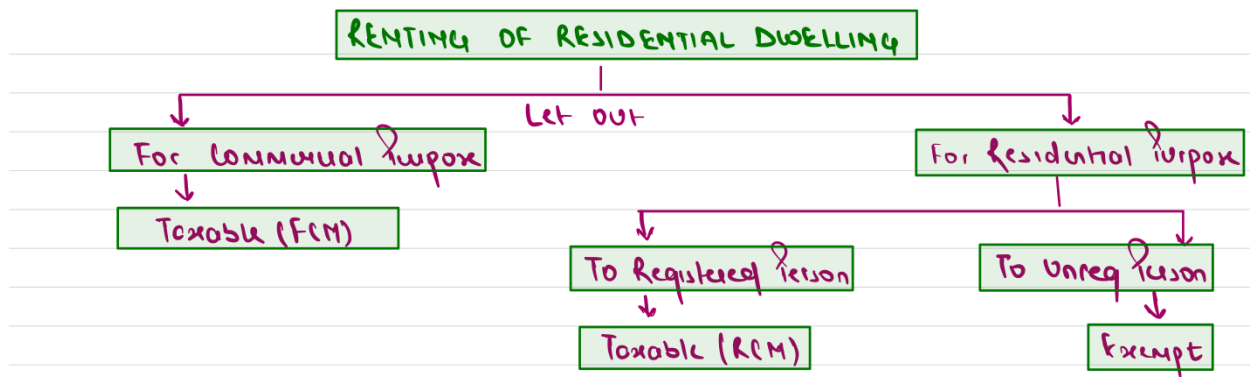 RENTING OF RESIDENTIAL DWELLING
Let out
For Commercial Purpose
For Residential Purpose
Taxable (FCM)
To Registered Person
To Unreg Person
Taxable (RCM)
Exempt